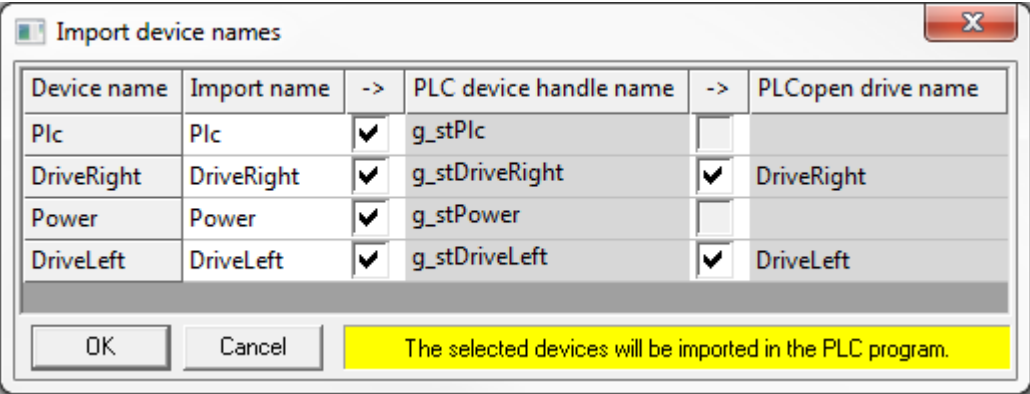 Import device names
Device name Import name -> PLC device handle name -> PLCopen drive name
Plc Plc g_stPlc
DriveRight DriveRight g_stDriveRight DriveRight
Power Power g_stPower
DriveLeft DriveLeft g_stDriveLeft DriveLeft
OK Cancel The selected devices will be imported in the PLC program.